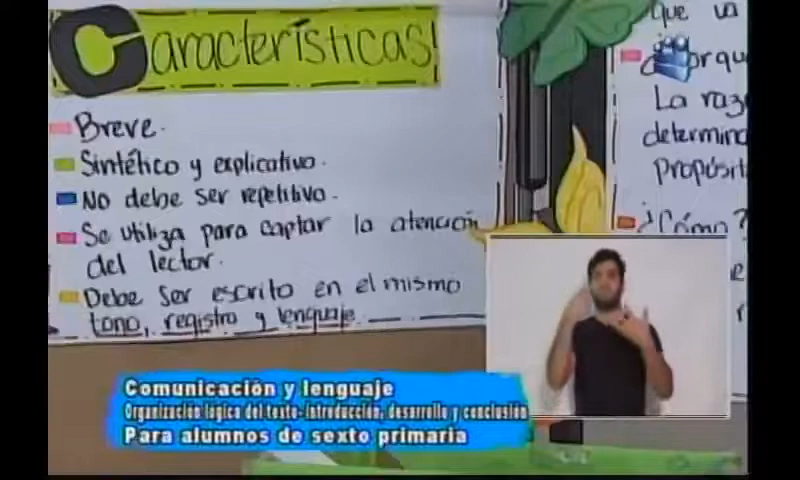 Características!
Breve.
Sintético y explicativo.
No debe ser repetitivo.
Se utiliza para captar la atención
del lector.
Debe ser escrito en el mismo
tono, registro y lenguaje
que va
porque
La
determin
propósit
¿Cómo?
Comunicación y lenguaje
Organización lógica del texto-introducción, desarrollo y conclusión
Para alumnos de sexto primaria